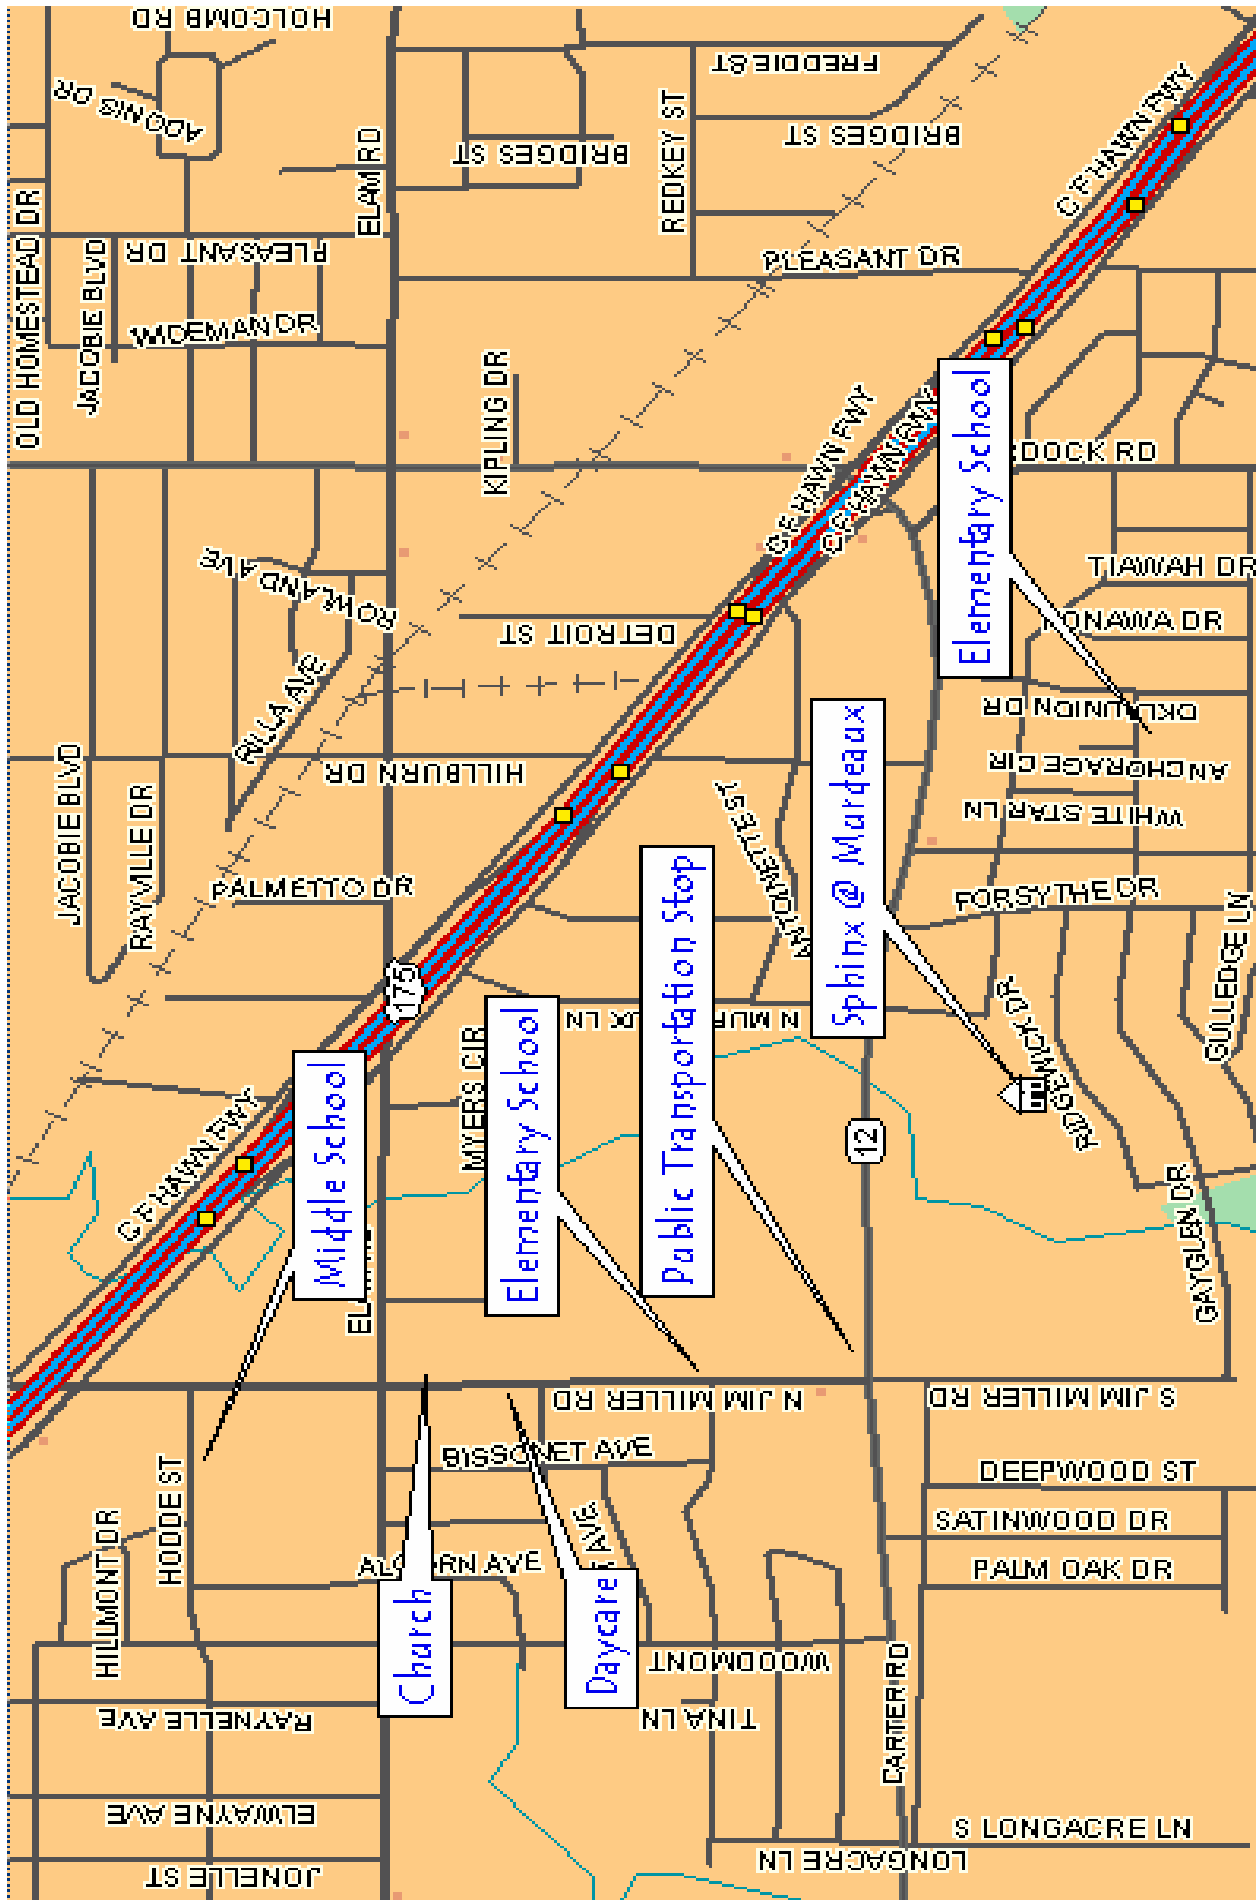 HOLCOMB RD
ADONIS DR
ELAM RD
FREDDIE ST
REDKEY ST
BRIDGES ST
BRIDGES ST
C F HAWN FWY
OLD HOMESTEAD DR
JACOBIE BLVD
PLEASANT DR
PLEASANT DR
WIDEMAN DR
KIPLING DR
C F HAWN FWY
C F HAWN FWY
Elementary School
DOCK RD
ROWLAND AVE
TIAWAH DR
DETROIT ST
RILLA AVE
OKLAUNION DR
HILLBURN DR
ANCHORAGE CIR
WHITE STAR LN
JACOBIE BLVD
RAYVILLE DR
PALMETTO DR
FORSYTHE DR
Sphinx @ Murdeaux
Public Transportation Stop
175
GULLEDGE LN
RIDGEWICK DR
MYERS CIR
Elementary School
Middle School
12
C F HAWN FWY
GAYGLEN DR
N JIM MILLER RD
S JIM MILLER RD
BISSONET AVE
HODDE ST
HILLMONT DR
DEEPWOOD ST
SATINWOOD DR
PALM OAK DR
AVE
Church
Daycare
WOODMONT
CARTER RD
RAYNELLE AVE
TINA LN
ELWAYNE AVE
S LONGACRE LN
LONGACRE LN
JONELLE ST